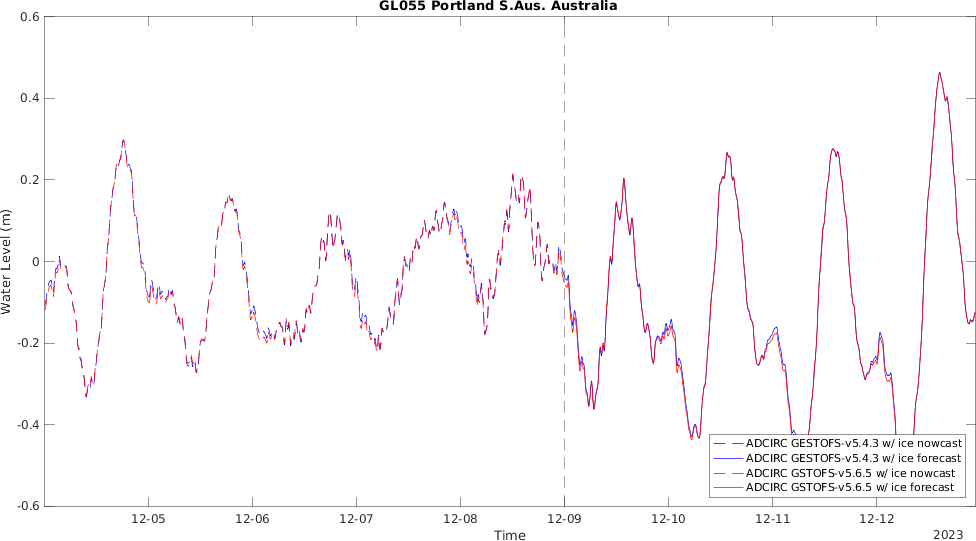 GL055 Portland S.Aus. Australia
0.6
0.4
0.2
0
-0.2
-0.4
-0.6
Water Level (m)
12-05 12-06 12-07 12-08 12-09 12-10 12-11 12-12
Time
2023
ADCIRC GESTOFS-v5.4.3 w/ ice nowcast
ADCIRC GESTOFS-v5.4.3 w/ ice forecast
ADCIRC GSTOFS-v5.6.5 w/ ice nowcast
ADCIRC GSTOFS-v5.6.5 w/ ice forecast